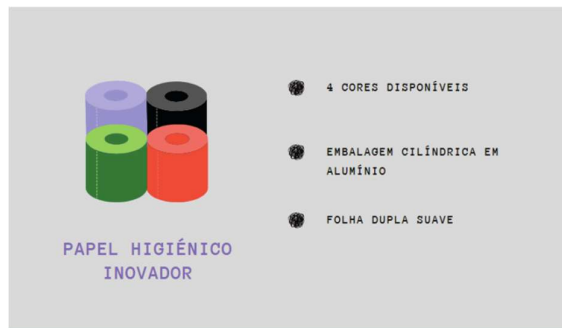 4 CORES DISPONÍVEIS
EMBALAGEM CILÍNDRICA EM
ALUMÍNIO
FOLHA DUPLA SUAVE
PAPEL HIGIÉNICO
INOVADOR